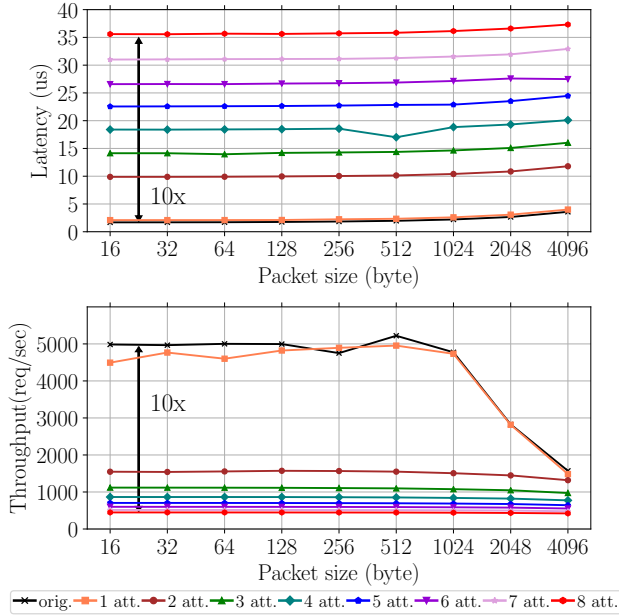 40
35
30
25
20
15
10
5
0
Latency (us)
10x
16 32 64 128 256 512 1024 2048 4096
Packet size (byte)
5000
4000
3000
2000
1000
0
Throughput(req/sec)
10x
16 32 64 128 256 512 1024 2048 4096
Packet size (byte)
orig. 1 att. 2 att. 3 att. 4 att. 5 att. 6 att. 7 att. 8 att.